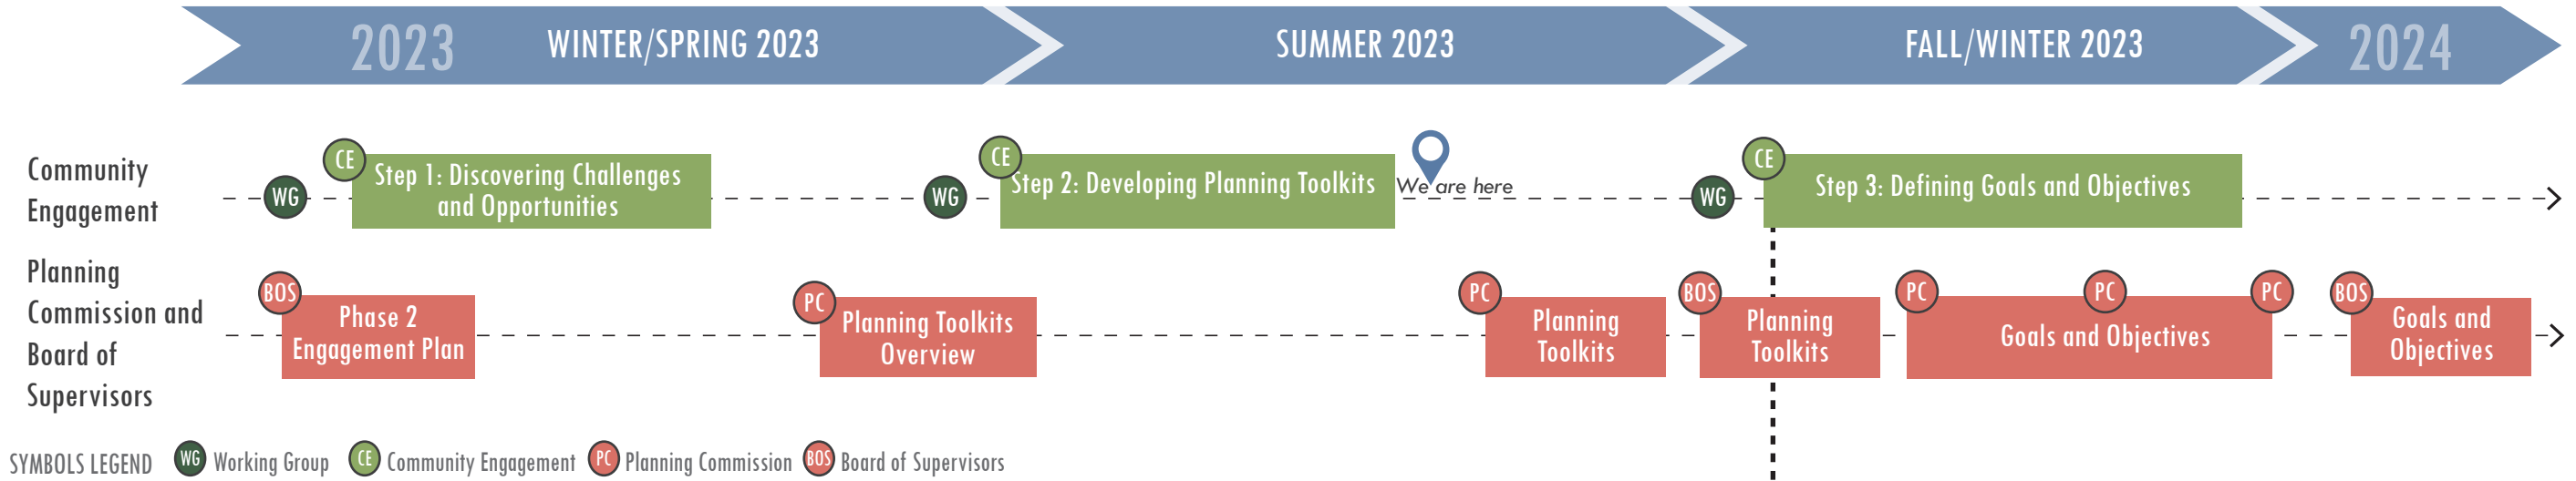 2023 WINTER/SPRING 2023 SUMMER 2023 FALL/WINTER 2023 2024
Community
Engagement
WG
CE
Step 1: Discovering Challenges
and Opportunities
WG
CE
Step 2: Developing Planning Toolkits
We are here
WG
CE
Step 3: Defining Goals and Objectives
Planning
Commission and
Board of
Supervisors
BOS
Phase 2
Engagement Plan
PC
Planning Toolkits
Overview
PC
Planning
Toolkits
BOS
Planning
Toolkits
PC PC PC
Goals and Objectives
BOS
Goals and
Objectives
SYMBOLS LEGEND WG Working Group CE Community Engagement PC Planning Commission BOS Board of Supervisors